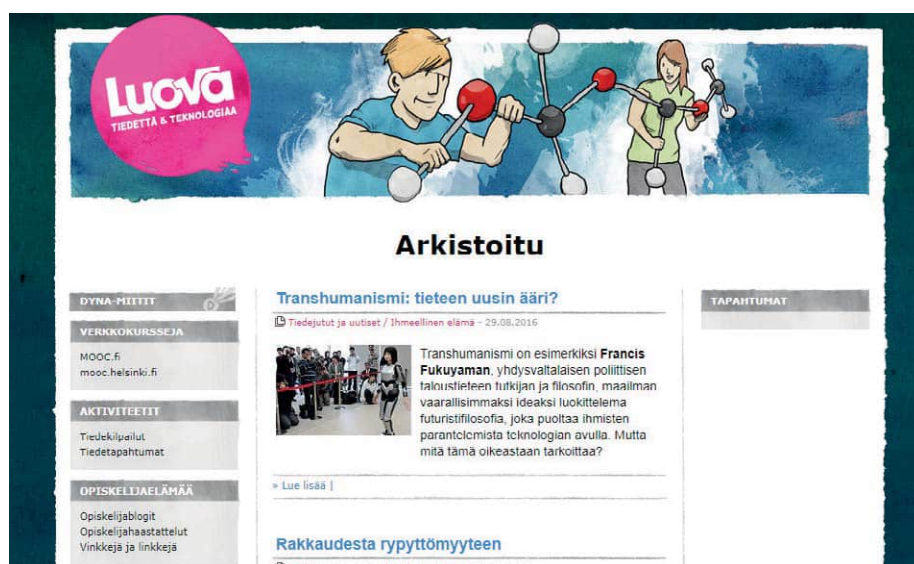 Luova
TIEDETTÄ & TEKNOLOGIAA
Arkistoitu
DYNA-MIITIT
VERKKOKURSSEJA
MOOC.fi
mooc.helsinki.fi
AKTIVITEETIT
Tiedekilpailut
Tiedetapahtumat
OPISKELIJAELÄMÄÄ
Opiskelijablogit
Opiskelijahaastattelut
Vinkkejä ja linkkejä
Transhumanismi: tieteen uusin ääri?
Tiedejutut ja uutiset / Ihmeellinen elämä - 29.08.2016
Transhumanismi on esimerkiksi Francis
Fukuyaman, yhdysvaltalaisen poliittisen
taloustieteen tutkijan ja filosofin, maailman
vaarallisimmaksi ideaksi luokittelema
futuristifilosofia, joka puoltaa ihmisten
parantelemista teknologian avulla. Mutta
mitä tämä oikeastaan tarkoittaa?
» Lue lisää |
Rakkaudesta rypyttömyyteen
TAPAHTUMAT